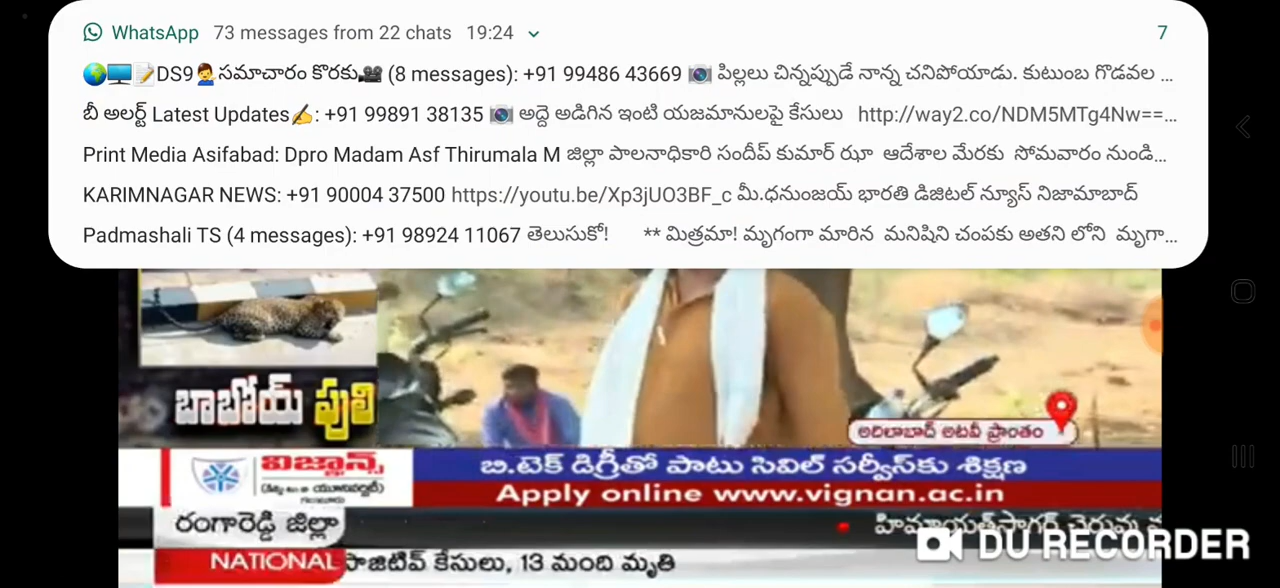 WhatsApp 73 messages from 22 chats 19:24 7
🌍🖥️📝DS9🙍‍♂️సమాచారం కొరకు🎥 (8 messages): +91 99486 43669 📷 పిల్లలు చిన్నప్పుడే నాన్న చనిపోయాడు. కుటుంబ గొడవల ...
బీ అలర్ట్ Latest Updates✍️: +91 99891 38135 📷 అద్దె అడిగిన ఇంటి యజమానులపై కేసులు http://way2.co/NDM5MTg4Nw==...
Print Media Asifabad: Dpro Madam Asf Thirumala M జిల్లా పాలనాధికారి సందీప్ కుమార్ ఝా ఆదేశాల మేరకు సోమవారం నుండి...
KARIMNAGAR NEWS: +91 90004 37500 https://youtu.be/Xp3jUO3BF_c మీ.ధనుంజయ్ భారతి డిజిటల్ న్యూస్ నిజామాబాద్
Padmashali TS (4 messages): +91 98924 11067 తెలుసుకో! ** మిత్రమా! మృగంగా మారిన మనిషిని చంపకు అతని లోని మృగా...
బాబోయ్ పులి
అదిలాబాద్ అటవీ ప్రాంతం
విజ్ఞాన్స్
బి.టెక్ డిగ్రీతో పాటు సివిల్ సర్వీస్‌కు శిక్షణ
Apply online www.vignan.ac.in
రంగారెడ్డి జిల్లా
హిమాయత్‌సాగర్ చెరువు
DU RECORDER
NATIONAL పాజిటివ్ కేసులు, 13 మంది మృతి